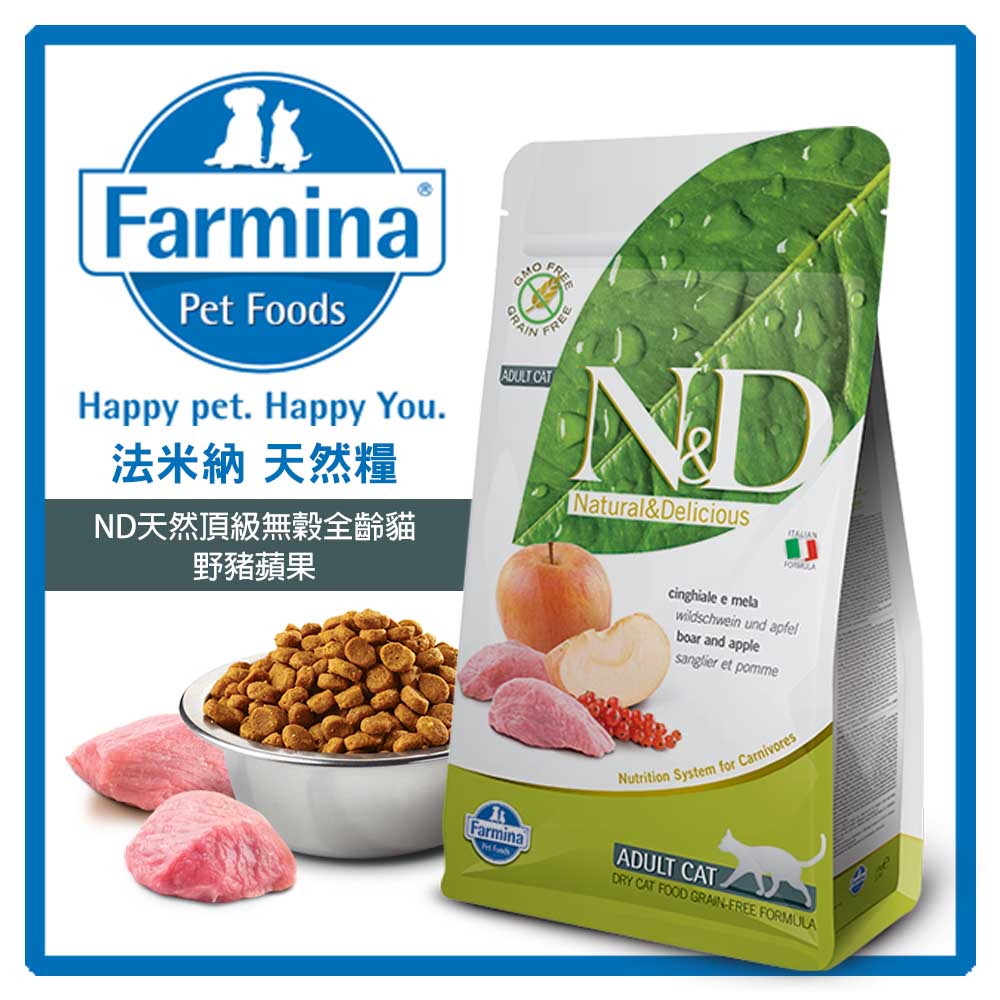 Farmina®
Pet Foods
Happy pet. Happy You.
法米納 天然糧
ND天然頂級無穀全齡貓
野豬蘋果
GMO FREE
GRAIN FREE
ADULT CAT
N&D
Natural&Delicious
ITALIAN
FORMULA
cinghiale e mela
wildschwein und apfel
boar and apple
sanglier et pomme
Nutrition System for Carnivores
Farmina
Pet Foods
ADULT CAT
DRY CAT FOOD GRAIN-FREE FORMULA